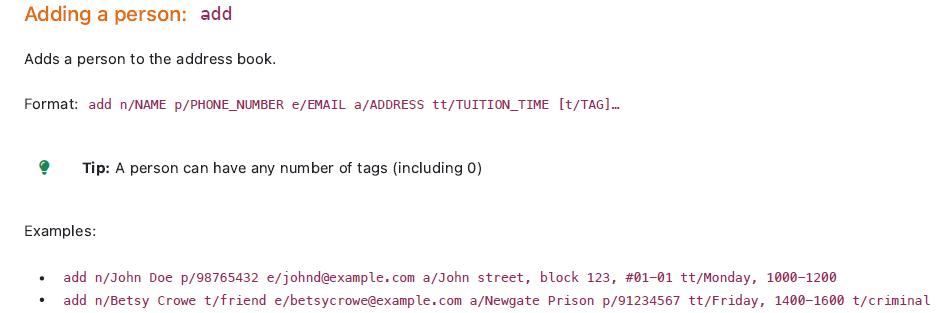 Adding a person: add
Adds a person to the address book.
Format: add n/NAME p/PHONE_NUMBER e/EMAIL a/ADDRESS tt/TUITION_TIME [t/TAG]…
Tip: A person can have any number of tags (including 0)
Examples:
• add n/John Doe p/98765432 e/johnd@example.com a/John street, block 123, #01-01 tt/Monday, 1000-1200
• add n/Betsy Crowe t/friend e/betsycrowe@example.com a/Newgate Prison p/91234567 tt/Friday, 1400-1600 t/criminal